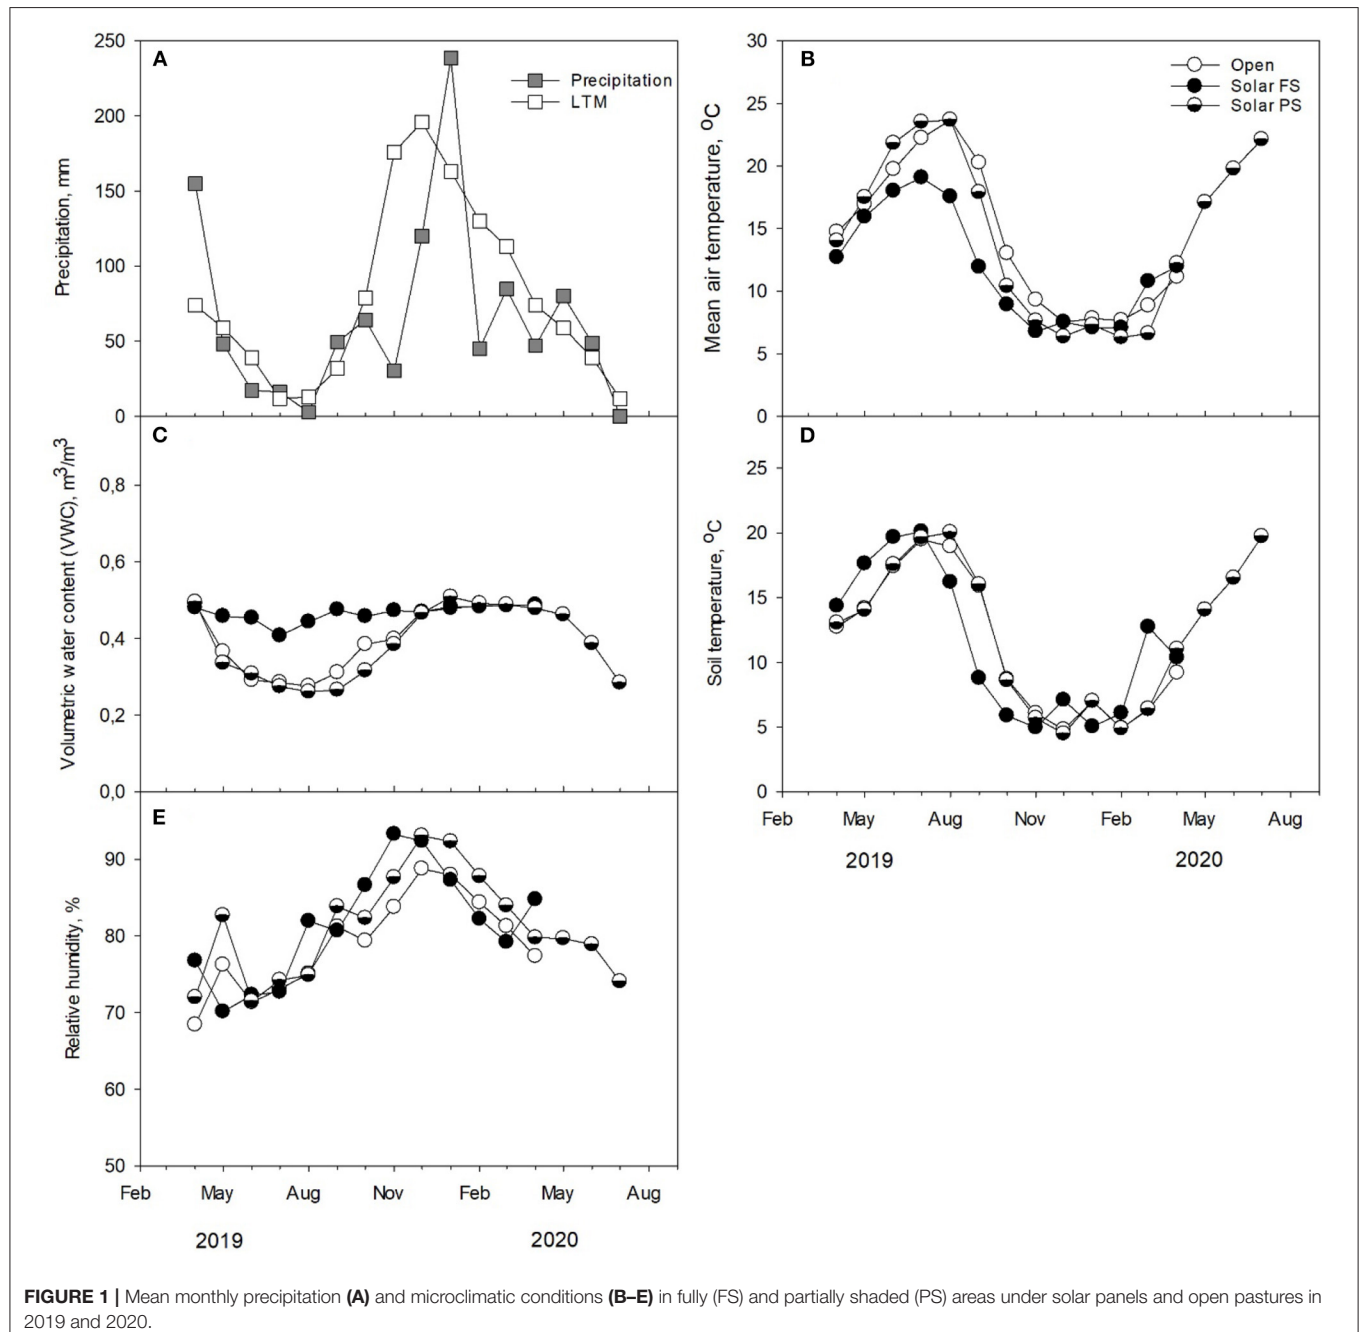 A
Precipitation, mm
250
200
150
100
50
0
Precipitation
LTM
B
Mean air temperature, °C
30
25
20
15
10
5
0
Open
Solar FS
Solar PS
C
Volumetric water content (VWC), m³/m³
0,8
0,6
0,4
0,2
0,0
D
Soil temperature, °C
25
20
15
10
5
0
Feb May Aug Nov Feb May Aug
2019 2020
E
Relative humidity, %
90
80
70
60
50
Feb May Aug Nov Feb May Aug
2019 2020
FIGURE 1 | Mean monthly precipitation (A) and microclimatic conditions (B–E) in fully (FS) and partially shaded (PS) areas under solar panels and open pastures in
2019 and 2020.